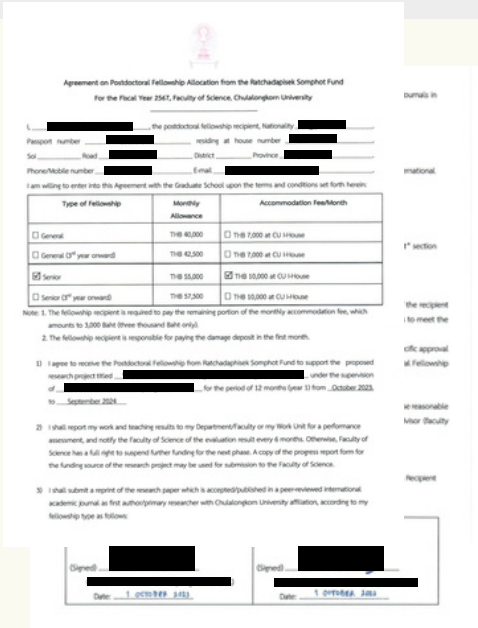 Agreement on Postdoctoral Fellowship Allocation from the Ratchadapisek Somphot Fund
For the Fiscal Year 2567, Faculty of Science, Chulalongkorn University
I, , the postdoctoral fellowship recipient, Nationality
Passport number residing at house number
Soi Road District Province
Phone/Mobile number E-mail
I am willing to enter into this Agreement with the Graduate School upon the terms and conditions set forth herein:
Type of Fellowship Monthly Allowance Accommodation Fee/Month
☐ General THB 40,000 ☐ THB 7,000 at CU I-House
☐ General (3rd year onward) THB 42,500 ☐ THB 7,000 at CU I-House
☑ Senior THB 55,000 ☑ THB 10,000 at CU I-House
☐ Senior (3rd year onward) THB 57,500 ☐ THB 10,000 at CU I-House
Note: 1. The fellowship recipient is required to pay the remaining portion of the monthly accommodation fee, which
amounts to 3,000 Baht (three thousand Baht only).
2. The fellowship recipient is responsible for paying the damage deposit in the first month.
1) I agree to receive the Postdoctoral Fellowship from Ratchadaphisek Somphot Fund to support the proposed
research project titled , under the supervision
of , for the period of 12 months (year 1) from October 2023,
to September 2024
2) I shall report my work and teaching results to my Department/Faculty or my Work Unit for a performance
assessment, and notify the Faculty of Science of the evaluation result every 6 months. Otherwise, Faculty of
Science has a full right to suspend further funding for the next phase. A copy of the progress report form for
the funding source of the research project may be used for submission to the Faculty of Science.
3) I shall submit a reprint of the research paper which is accepted/published in a peer-reviewed international
academic journal as first author/primary researcher with Chulalongkorn University affiliation, according to my
fellowship type as follows:
ournals in
ernational
1st section
the recipient
to meet the
cific approval
al Fellowship
se reasonable
visor (faculty
Recipient
(Signed) (Signed)
)
Date: 1 OCTOBER 2023 Date: 1 OCTOBER 2023